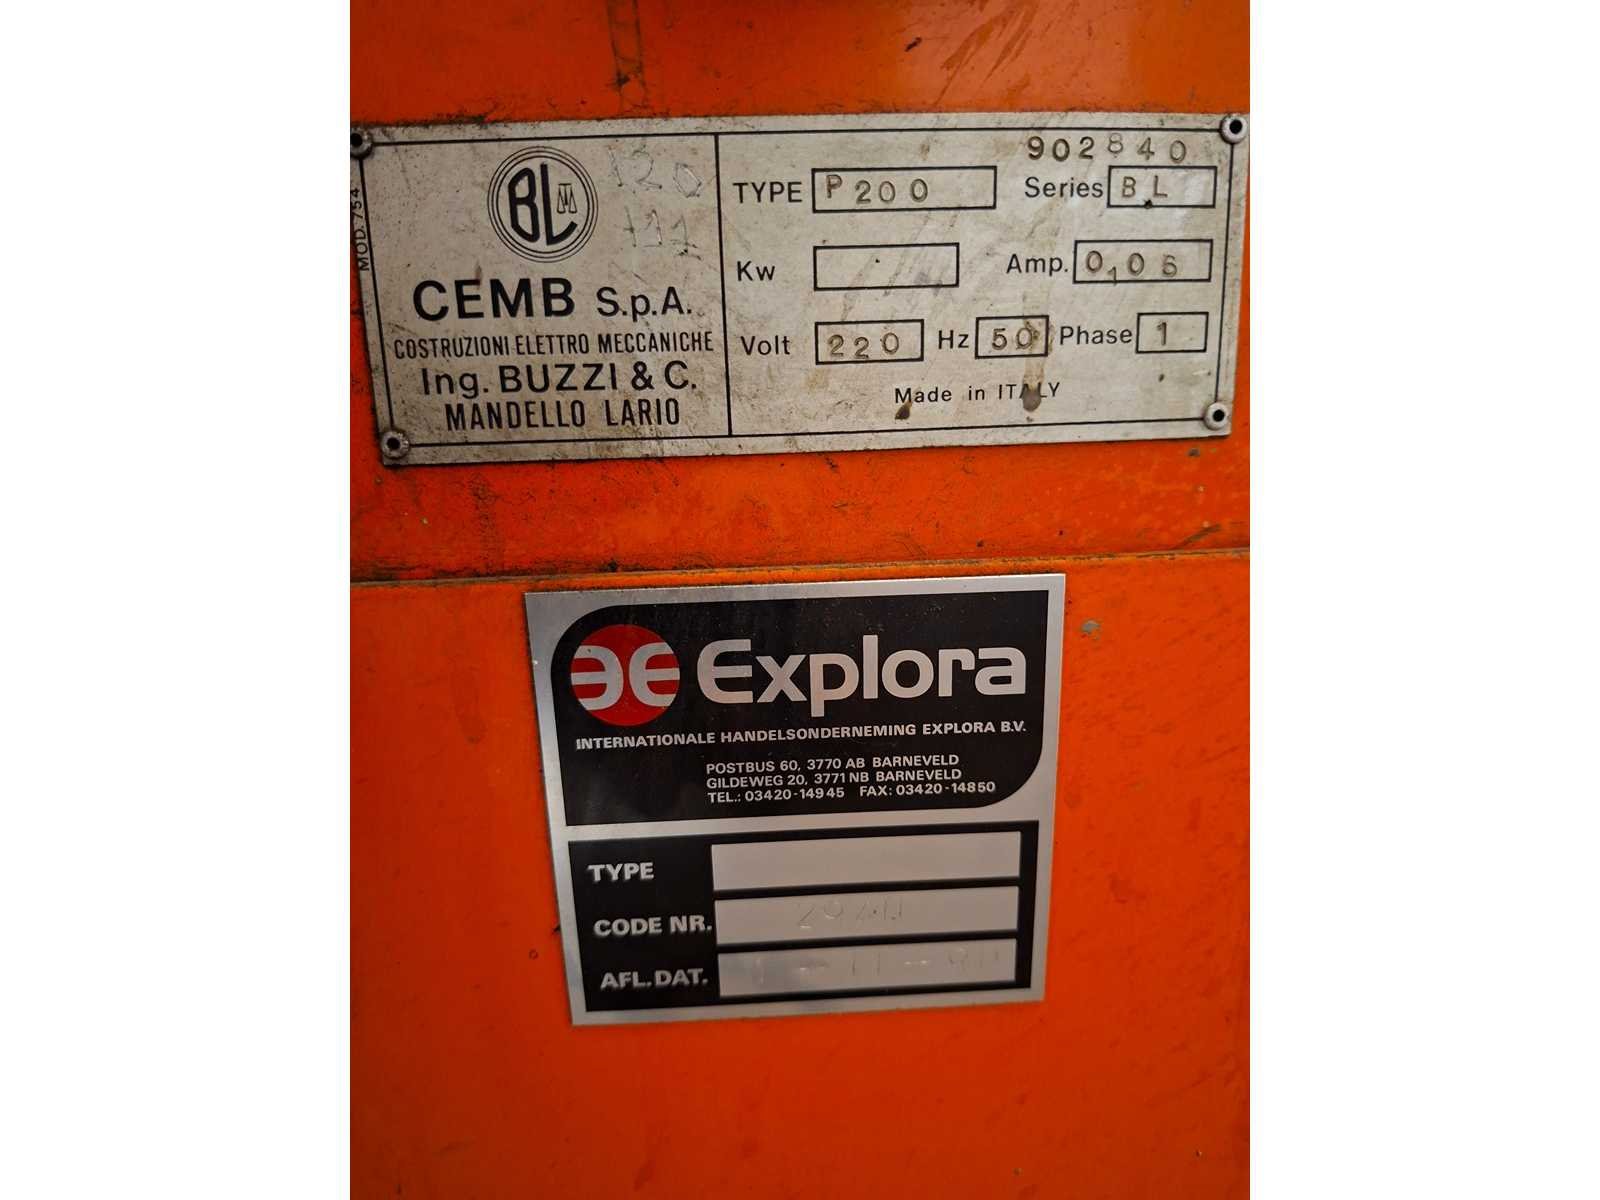 902840
BL
120
TYPE P200 Series BL
MOD. 754
CEMB S.p.A.
Kw Amp. 0,06
COSTRUZIONI ELETTRO MECCANICHE
Volt 220 Hz 50 Phase 1
Ing. BUZZI & C.
MANDELLO LARIO
Made in ITALY
Explora
INTERNATIONALE HANDELSONDERNEMING EXPLORA B.V.
POSTBUS 60, 3770 AB BARNEVELD
GILDEWEG 20, 3771 NB BARNEVELD
TEL.: 03420-14945 FAX: 03420-14850
TYPE
CODE NR.
AFL.DAT.